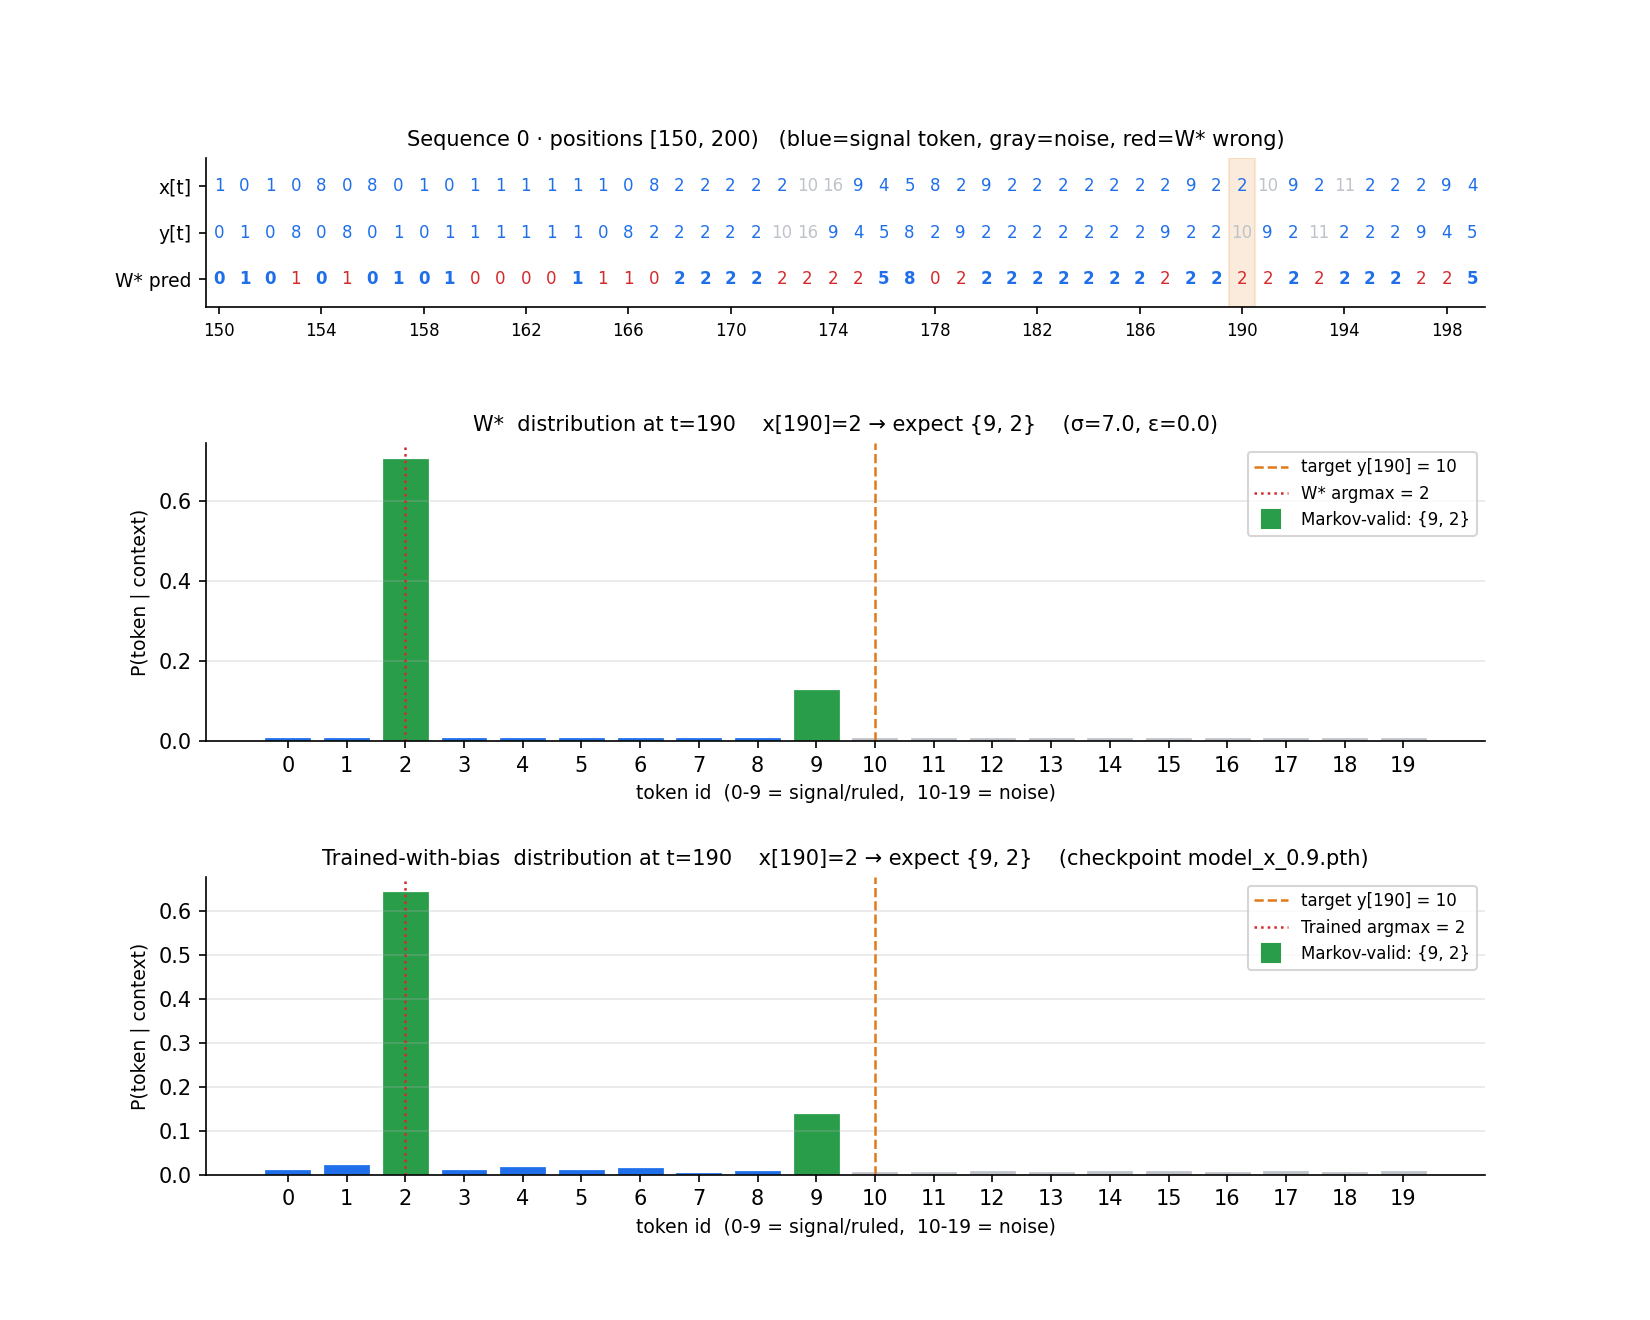 Sequence 0 · positions [150, 200)   (blue=signal token, gray=noise, red=W* wrong)
x[t] 1 0 1 0 8 0 8 0 1 0 1 1 1 1 1 1 0 8 2 2 2 2 2 10 16 9 4 5 8 2 9 2 2 2 2 2 2 2 9 2 2 10 9 2 11 2 2 2 9 4
y[t] 0 1 0 8 0 8 0 1 0 1 1 1 1 1 1 0 8 2 2 2 2 2 10 16 9 4 5 8 2 9 2 2 2 2 2 2 2 9 2 2 10 9 2 11 2 2 2 9 4 5
W* pred 0 1 0 1 0 1 0 1 0 1 0 0 0 0 1 1 1 0 2 2 2 2 2 2 2 2 5 8 0 2 2 2 2 2 2 2 2 2 2 2 2 2 2 2 2 2 2 2 2 5
150 154 158 162 166 170 174 178 182 186 190 194 198
W*  distribution at t=190    x[190]=2 → expect {9, 2}    (σ=7.0, ε=0.0)
target y[190] = 10
W* argmax = 2
Markov-valid: {9, 2}
P(token | context)
0.6
0.4
0.2
0.0
0 1 2 3 4 5 6 7 8 9 10 11 12 13 14 15 16 17 18 19
token id  (0-9 = signal/ruled,  10-19 = noise)
Trained-with-bias  distribution at t=190    x[190]=2 → expect {9, 2}    (checkpoint model_x_0.9.pth)
target y[190] = 10
Trained argmax = 2
Markov-valid: {9, 2}
P(token | context)
0.6
0.5
0.4
0.3
0.2
0.1
0.0
0 1 2 3 4 5 6 7 8 9 10 11 12 13 14 15 16 17 18 19
token id  (0-9 = signal/ruled,  10-19 = noise)